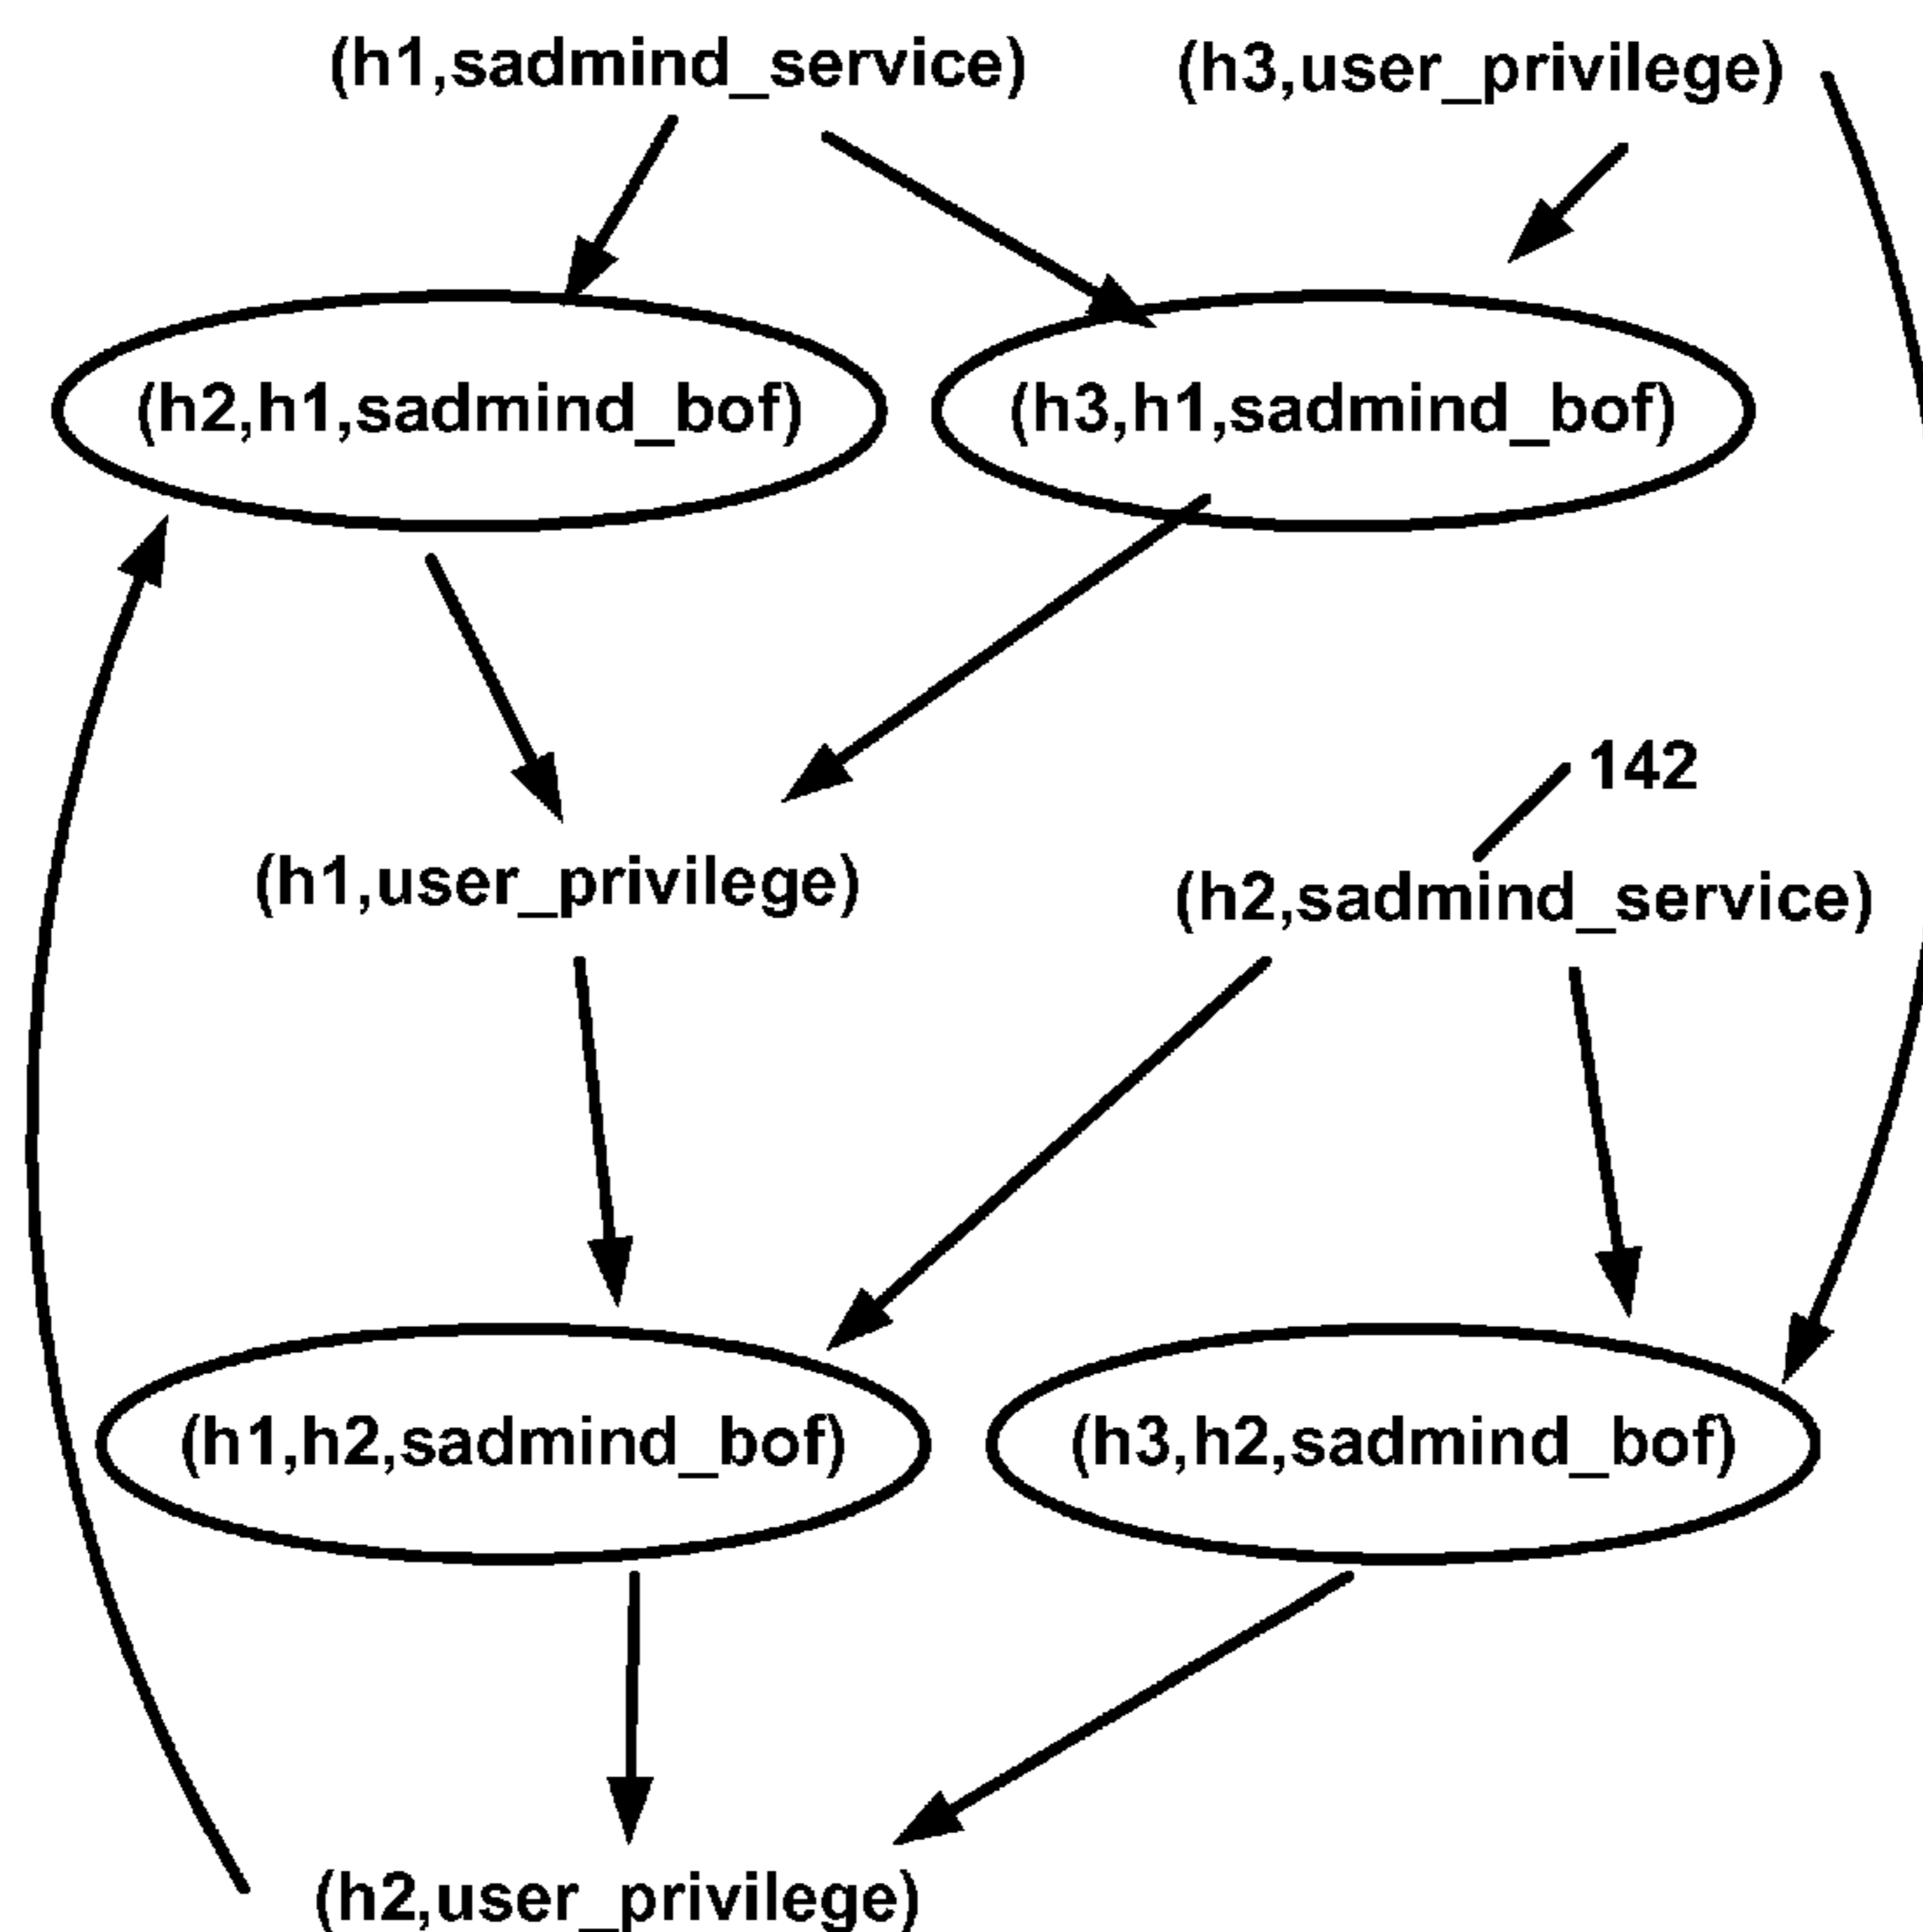 (h1,sadmind_service) (h3,user_privilege)
(h2,h1,sadmind_bof) (h3,h1,sadmind_bof)
142
(h1,user_privilege) (h2,sadmind_service)
(h1,h2,sadmind_bof) (h3,h2,sadmind_bof)
(h2,user_privilege)